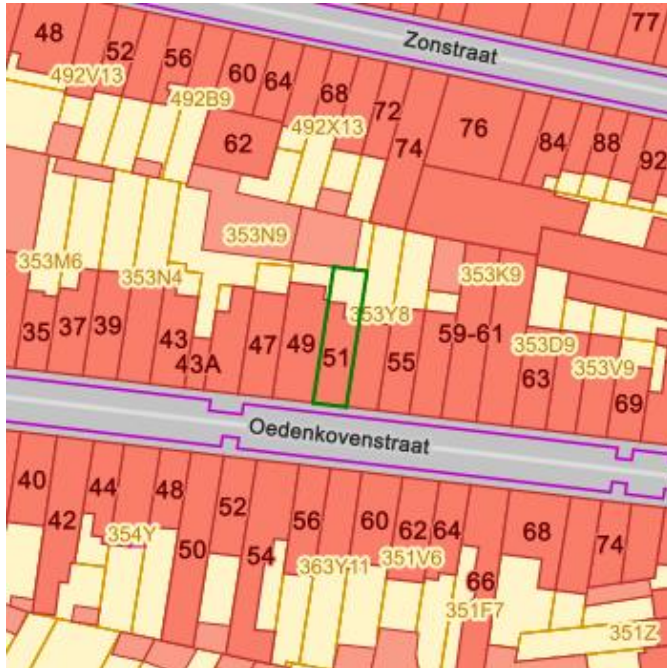 77
Zonstraat
48
52
56
60
64
68
72
74
76
84
88
92
492V13
492B9
492X13
62
353N9
353M6
353N4
353K9
353Y8
353D9
353V9
35
37
39
43
43A
47
49
51
55
59-61
63
69
Oedenkovenstraat
40
42
44
48
50
52
54
56
60
62
64
66
68
74
354Y
363Y11
351V6
351F7
351Z